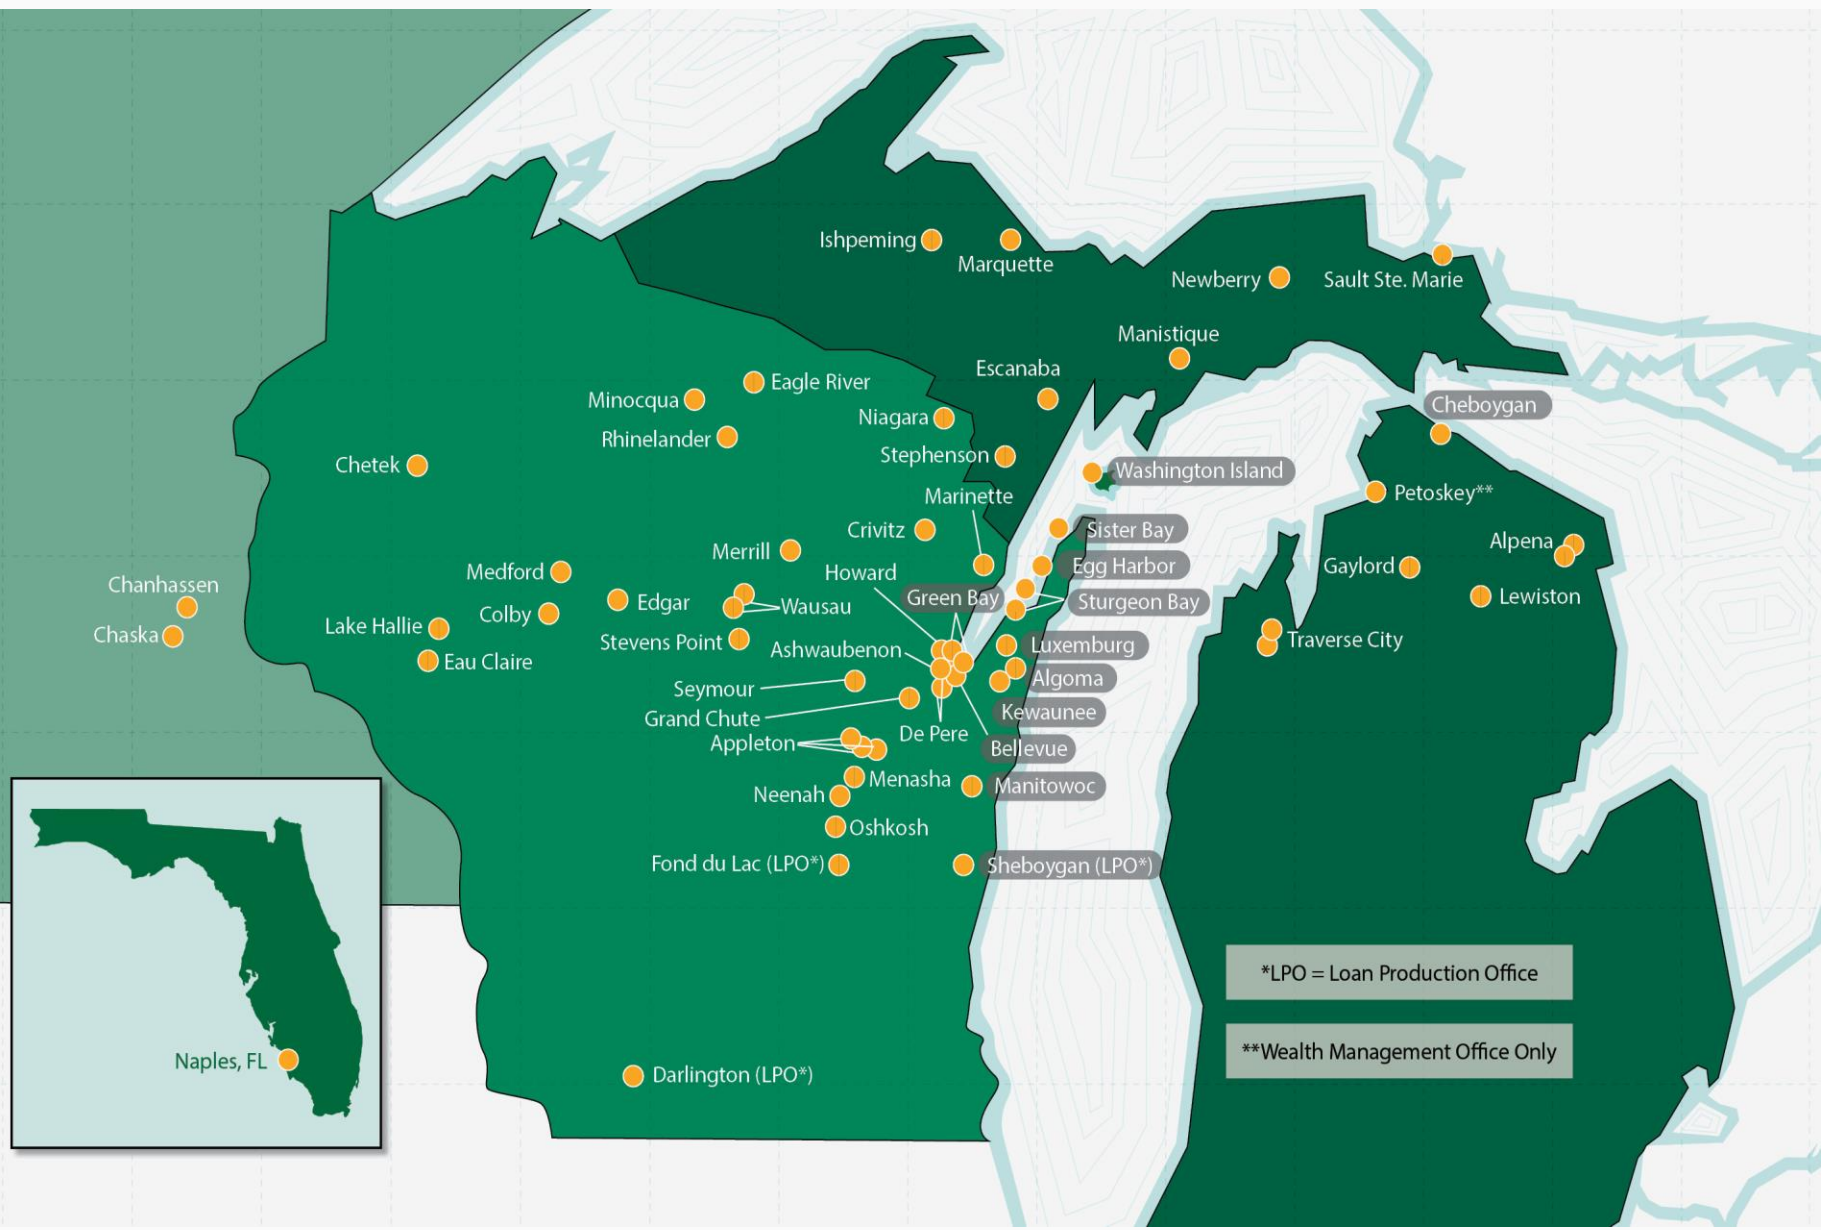 Ishpeming
Marquette
Newberry
Sault Ste. Marie
Manistique
Escanaba
Eagle River
Minocqua
Niagara
Cheboygan
Rhinelander
Stephenson
Chetek
Washington Island
Marinette
Petoskey**
Crivitz
Sister Bay
Alpena
Merrill
Howard
Egg Harbor
Gaylord
Medford
Chanhassen
Green Bay
Lewiston
Edgar
Wausau
Sturgeon Bay
Colby
Lake Hallie
Chaska
Stevens Point
Traverse City
Luxemburg
Ashwaubenon
Eau Claire
Algoma
Seymour
Kewaunee
Grand Chute
De Pere
Appleton
Bellevue
Menasha
Manitowoc
Neenah
Oshkosh
Fond du Lac (LPO*)
Sheboygan (LPO*)
*LPO = Loan Production Office
**Wealth Management Office Only
Naples, FL
Darlington (LPO*)